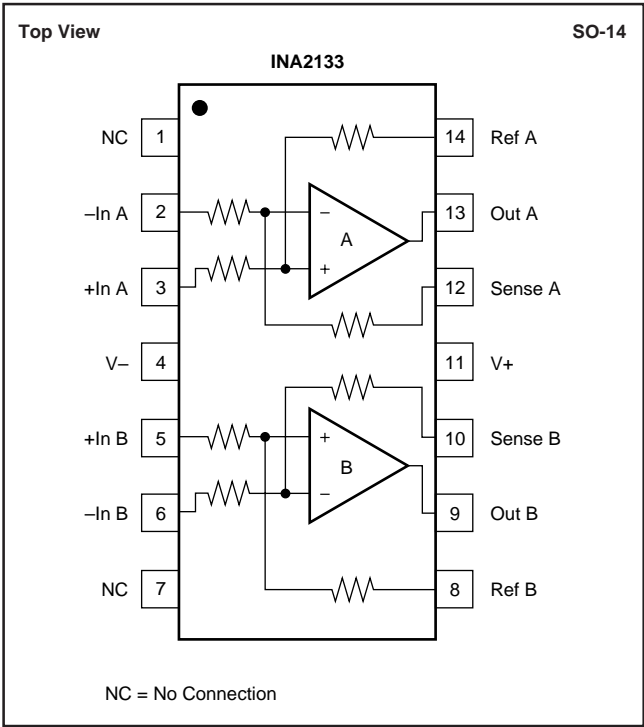 Top View
SO-14
INA2133
NC 1
14 Ref A
–In A 2
13 Out A
+In A 3
12 Sense A
V– 4
11 V+
+In B 5
10 Sense B
–In B 6
9 Out B
NC 7
8 Ref B
–
A
+
+
B
–
NC = No Connection